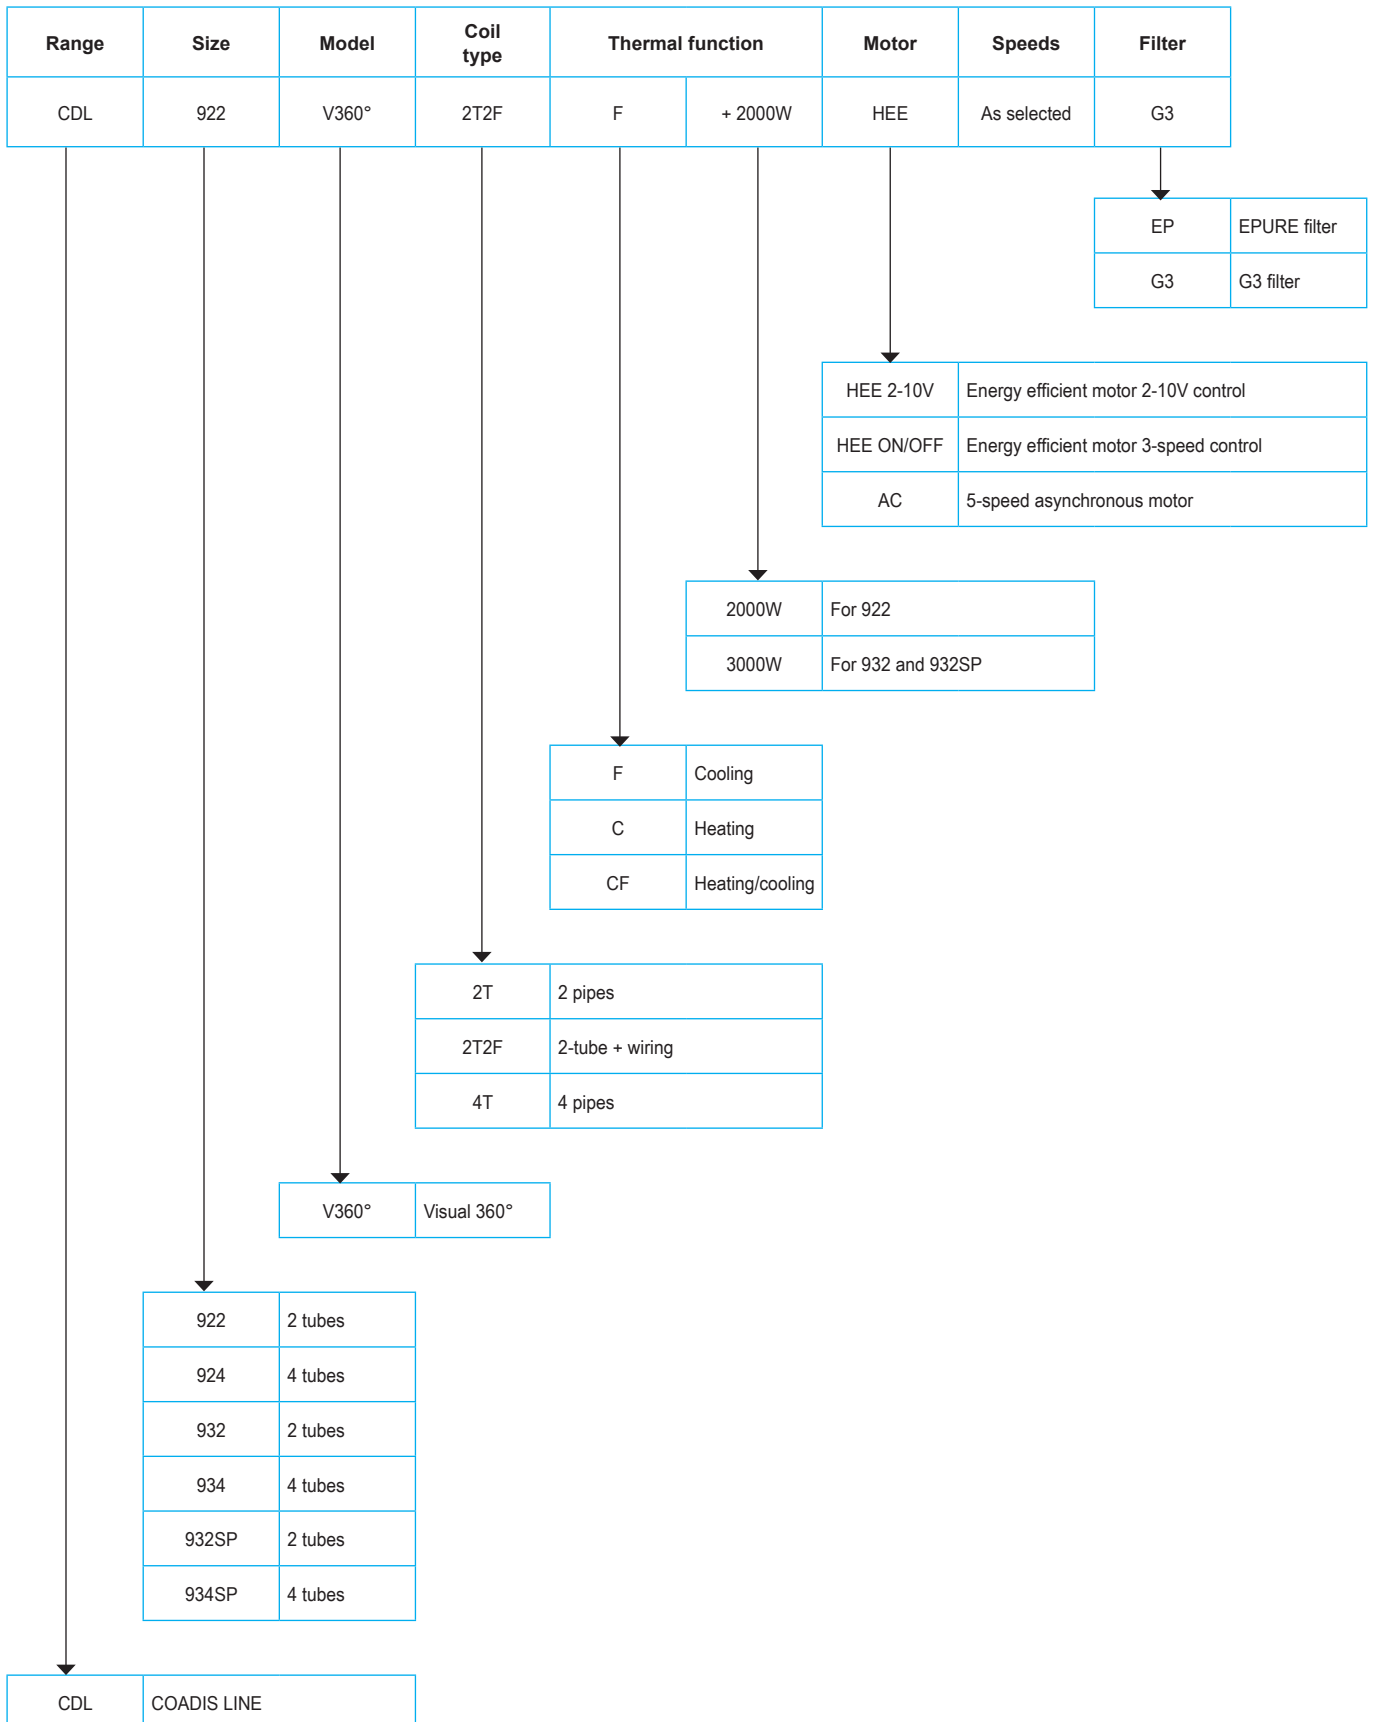 Range Size Model Coil type Thermal function Motor Speeds Filter
CDL 922 V360° 2T2F F + 2000W HEE As selected G3
EP EPURE filter
G3 G3 filter
HEE 2-10V Energy efficient motor 2-10V control
HEE ON/OFF Energy efficient motor 3-speed control
AC 5-speed asynchronous motor
2000W For 922
3000W For 932 and 932SP
F Cooling
C Heating
CF Heating/cooling
2T 2 pipes
2T2F 2-tube + wiring
4T 4 pipes
V360° Visual 360°
922 2 tubes
924 4 tubes
932 2 tubes
934 4 tubes
932SP 2 tubes
934SP 4 tubes
CDL COADIS LINE